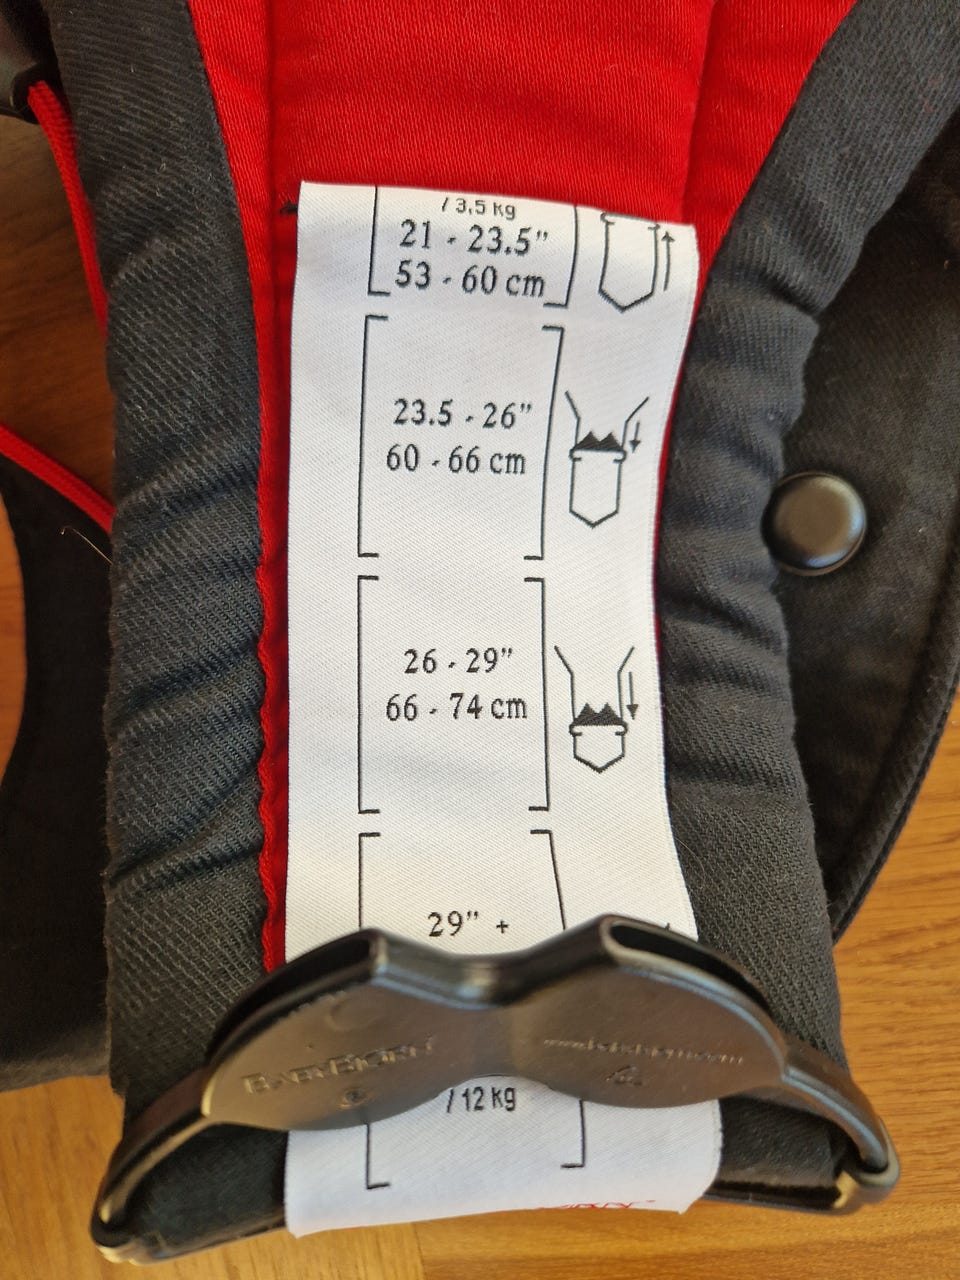 / 3,5 kg
21 - 23.5”
53 - 60 cm
23.5 - 26”
60 - 66 cm
26 - 29”
66 - 74 cm
29” +
BABYBJÖRN
®
/ 12 kg